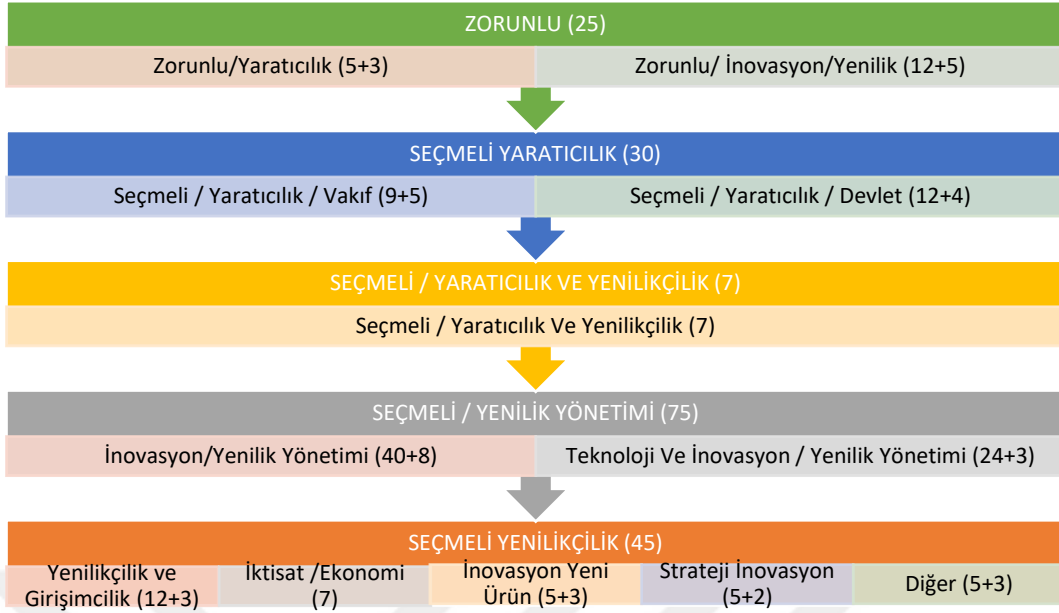 ZORUNLU (25)
Zorunlu/Yaratıcılık (5+3)
Zorunlu/ İnovasyon/Yenilik (12+5)
SEÇMELİ YARATICILIK (30)
Seçmeli / Yaratıcılık / Vakıf (9+5)
Seçmeli / Yaratıcılık / Devlet (12+4)
SEÇMELİ / YARATICILIK VE YENİLİKÇİLİK (7)
Seçmeli / Yaratıcılık Ve Yenilikçilik (7)
SEÇMELİ / YENİLİK YÖNETİMİ (75)
İnovasyon/Yenilik Yönetimi (40+8)
Teknoloji Ve İnovasyon / Yenilik Yönetimi (24+3)
SEÇMELİ YENİLİKÇİLİK (45)
Yenilikçilik ve
Girişimcilik (12+3)
İktisat /Ekonomi
(7)
İnovasyon Yeni
Ürün (5+3)
Strateji İnovasyon
(5+2)
Diğer (5+3)